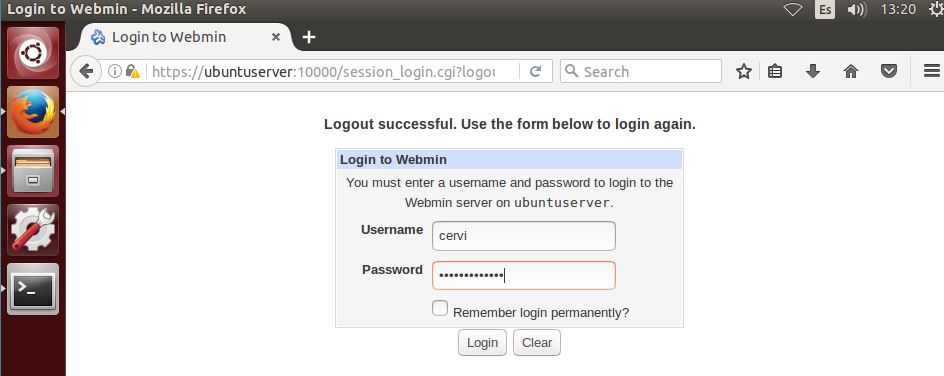 Login to Webmin - Mozilla Firefox
Es
13:20
Login to Webmin
https://ubuntuserver:10000/session_login.cgi?logou
Search
Logout successful. Use the form below to login again.
Login to Webmin
You must enter a username and password to login to the
Webmin server on ubuntuserver.
Username
cervi
Password
•••••••••••••
Remember login permanently?
Login
Clear